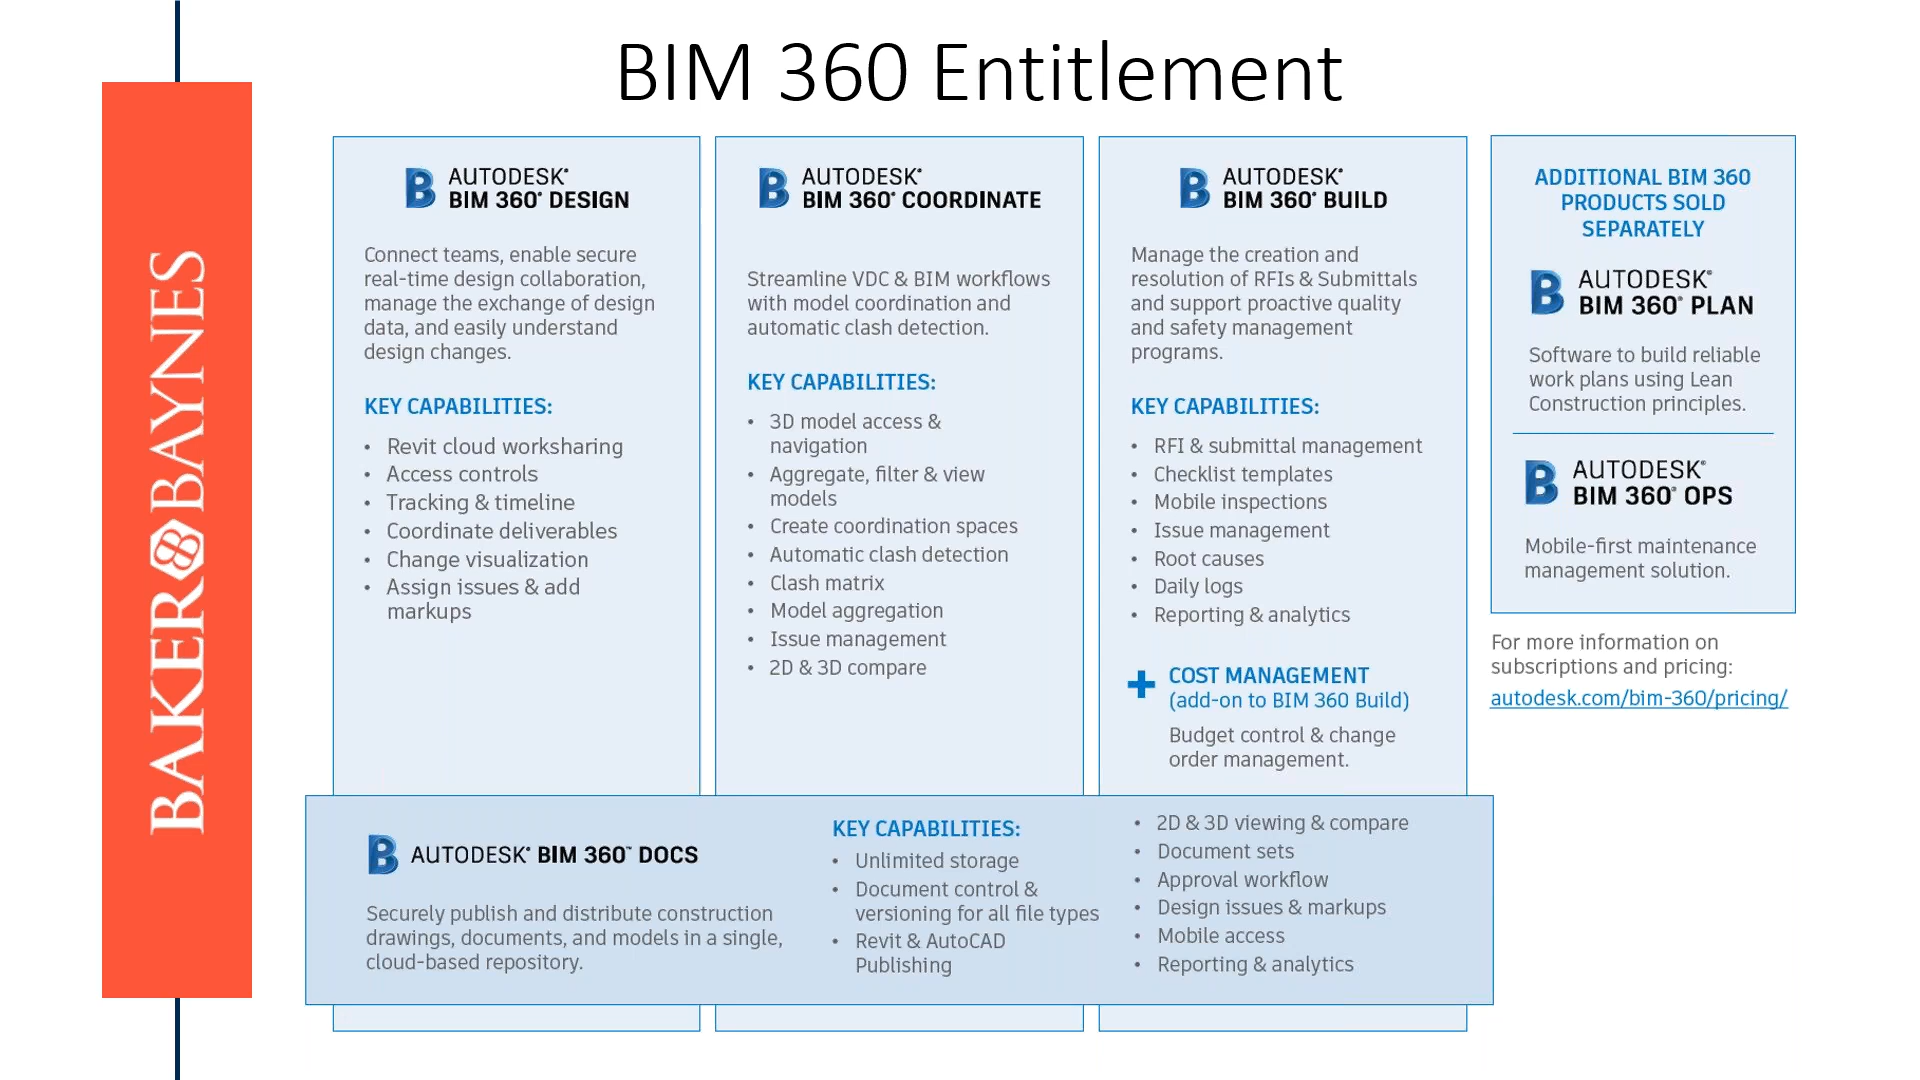 BIM 360 Entitlement
BAKER BAYNES
AUTODESK®
BIM 360® DESIGN
Connect teams, enable secure
real-time design collaboration,
manage the exchange of design
data, and easily understand
design changes.
KEY CAPABILITIES:
• Revit cloud worksharing
• Access controls
• Tracking & timeline
• Coordinate deliverables
• Change visualization
• Assign issues & add
markups
AUTODESK®
BIM 360® COORDINATE
Streamline VDC & BIM workflows
with model coordination and
automatic clash detection.
KEY CAPABILITIES:
• 3D model access &
navigation
• Aggregate, filter & view
models
• Create coordination spaces
• Automatic clash detection
• Clash matrix
• Model aggregation
• Issue management
• 2D & 3D compare
AUTODESK®
BIM 360® BUILD
Manage the creation and
resolution of RFIs & Submittals
and support proactive quality
and safety management
programs.
KEY CAPABILITIES:
• RFI & submittal management
• Checklist templates
• Mobile inspections
• Issue management
• Root causes
• Daily logs
• Reporting & analytics
+ COST MANAGEMENT
(add-on to BIM 360 Build)
Budget control & change
order management.
ADDITIONAL BIM 360
PRODUCTS SOLD
SEPARATELY
AUTODESK®
BIM 360® PLAN
Software to build reliable
work plans using Lean
Construction principles.
AUTODESK®
BIM 360® OPS
Mobile-first maintenance
management solution.
For more information on
subscriptions and pricing:
autodesk.com/bim-360/pricing/
AUTODESK® BIM 360™ DOCS
Securely publish and distribute construction
drawings, documents, and models in a single,
cloud-based repository.
KEY CAPABILITIES:
• Unlimited storage
• Document control &
versioning for all file types
• Revit & AutoCAD
Publishing
• 2D & 3D viewing & compare
• Document sets
• Approval workflow
• Design issues & markups
• Mobile access
• Reporting & analytics